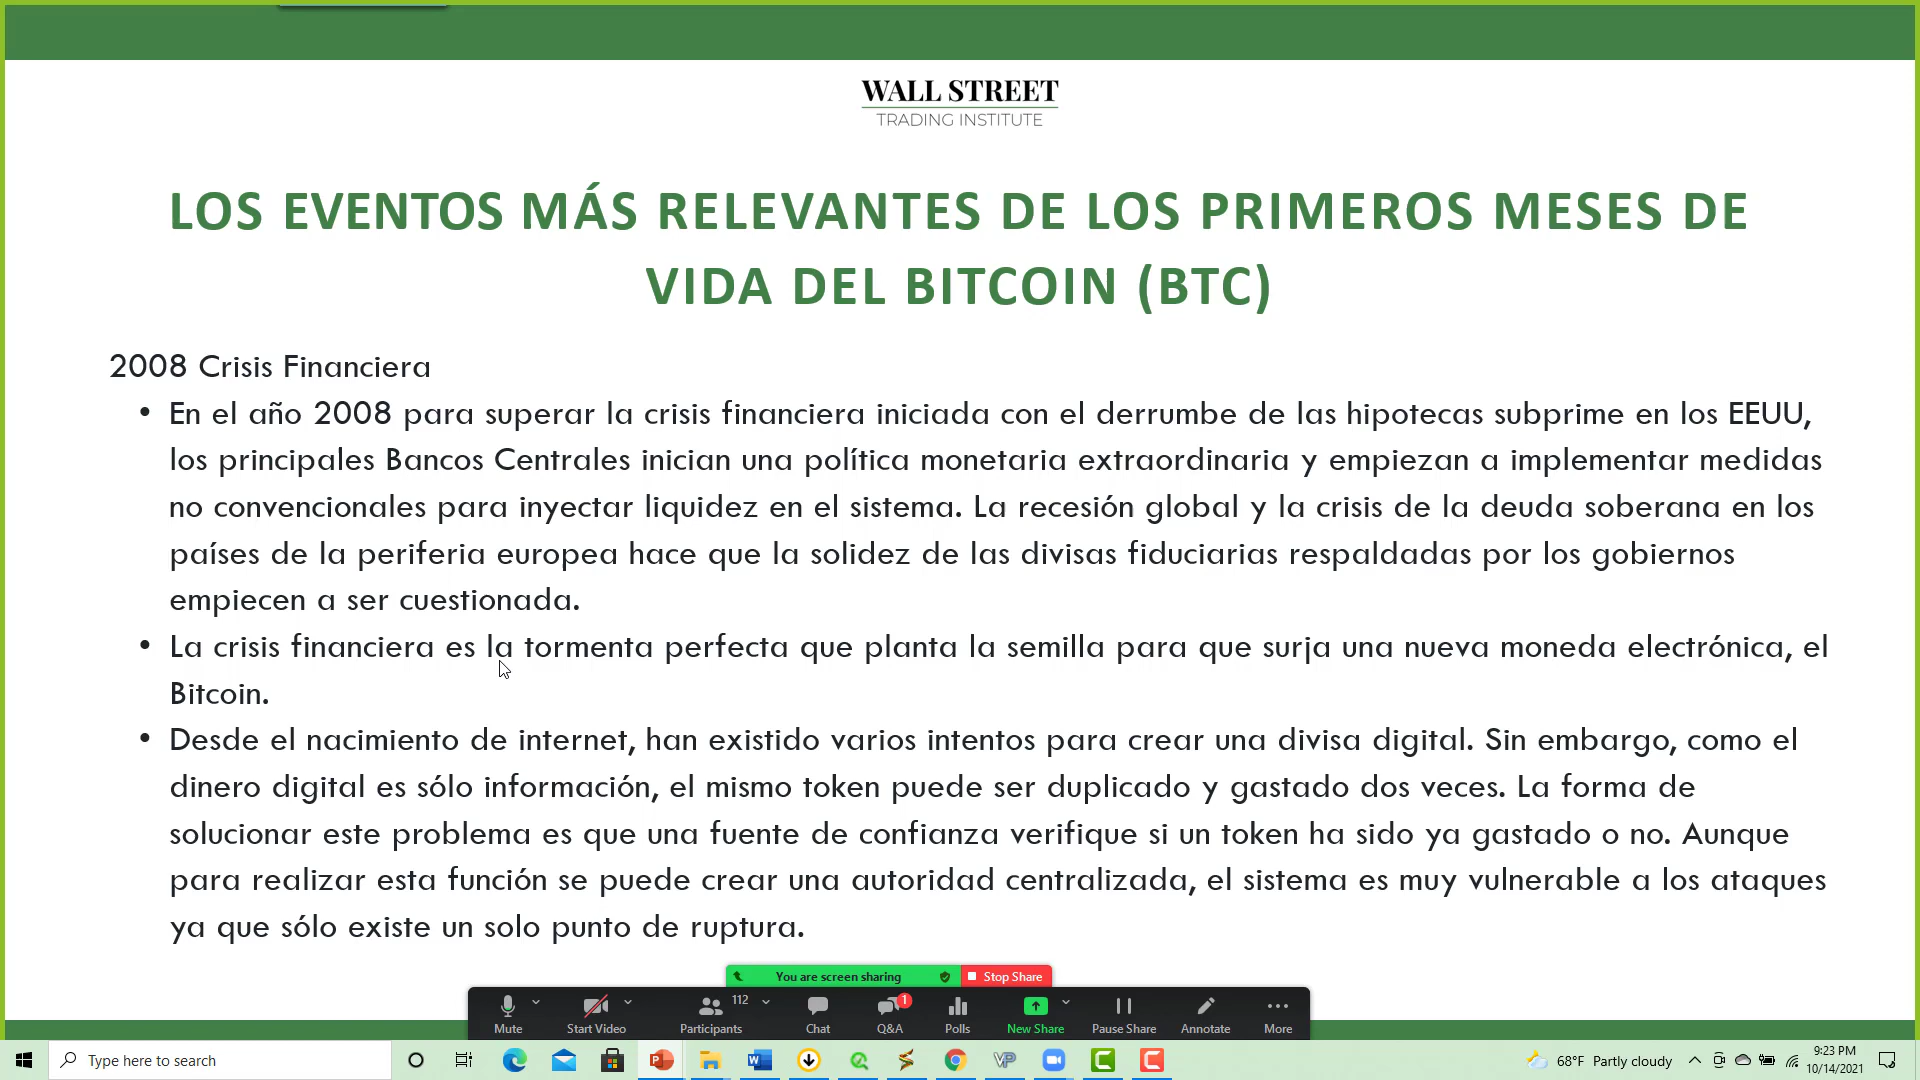 WALL STREET
TRADING INSTITUTE
LOS EVENTOS MÁS RELEVANTES DE LOS PRIMEROS MESES DE
VIDA DEL BITCOIN (BTC)
2008 Crisis Financiera
• En el año 2008 para superar la crisis financiera iniciada con el derrumbe de las hipotecas subprime en los EEUU,
los principales Bancos Centrales inician una política monetaria extraordinaria y empiezan a implementar medidas
no convencionales para inyectar liquidez en el sistema. La recesión global y la crisis de la deuda soberana en los
países de la periferia europea hace que la solidez de las divisas fiduciarias respaldadas por los gobiernos
empiecen a ser cuestionada.
• La crisis financiera es la tormenta perfecta que planta la semilla para que surja una nueva moneda electrónica, el
Bitcoin.
• Desde el nacimiento de internet, han existido varios intentos para crear una divisa digital. Sin embargo, como el
dinero digital es sólo información, el mismo token puede ser duplicado y gastado dos veces. La forma de
solucionar este problema es que una fuente de confianza verifique si un token ha sido ya gastado o no. Aunque
para realizar esta función se puede crear una autoridad centralizada, el sistema es muy vulnerable a los ataques
ya que sólo existe un solo punto de ruptura.
You are screen sharing Stop Share
112 1
Mute Start Video Participants Chat Q&A Polls New Share Pause Share Annotate More
Type here to search
68°F Partly cloudy
9:23 PM
10/14/2021